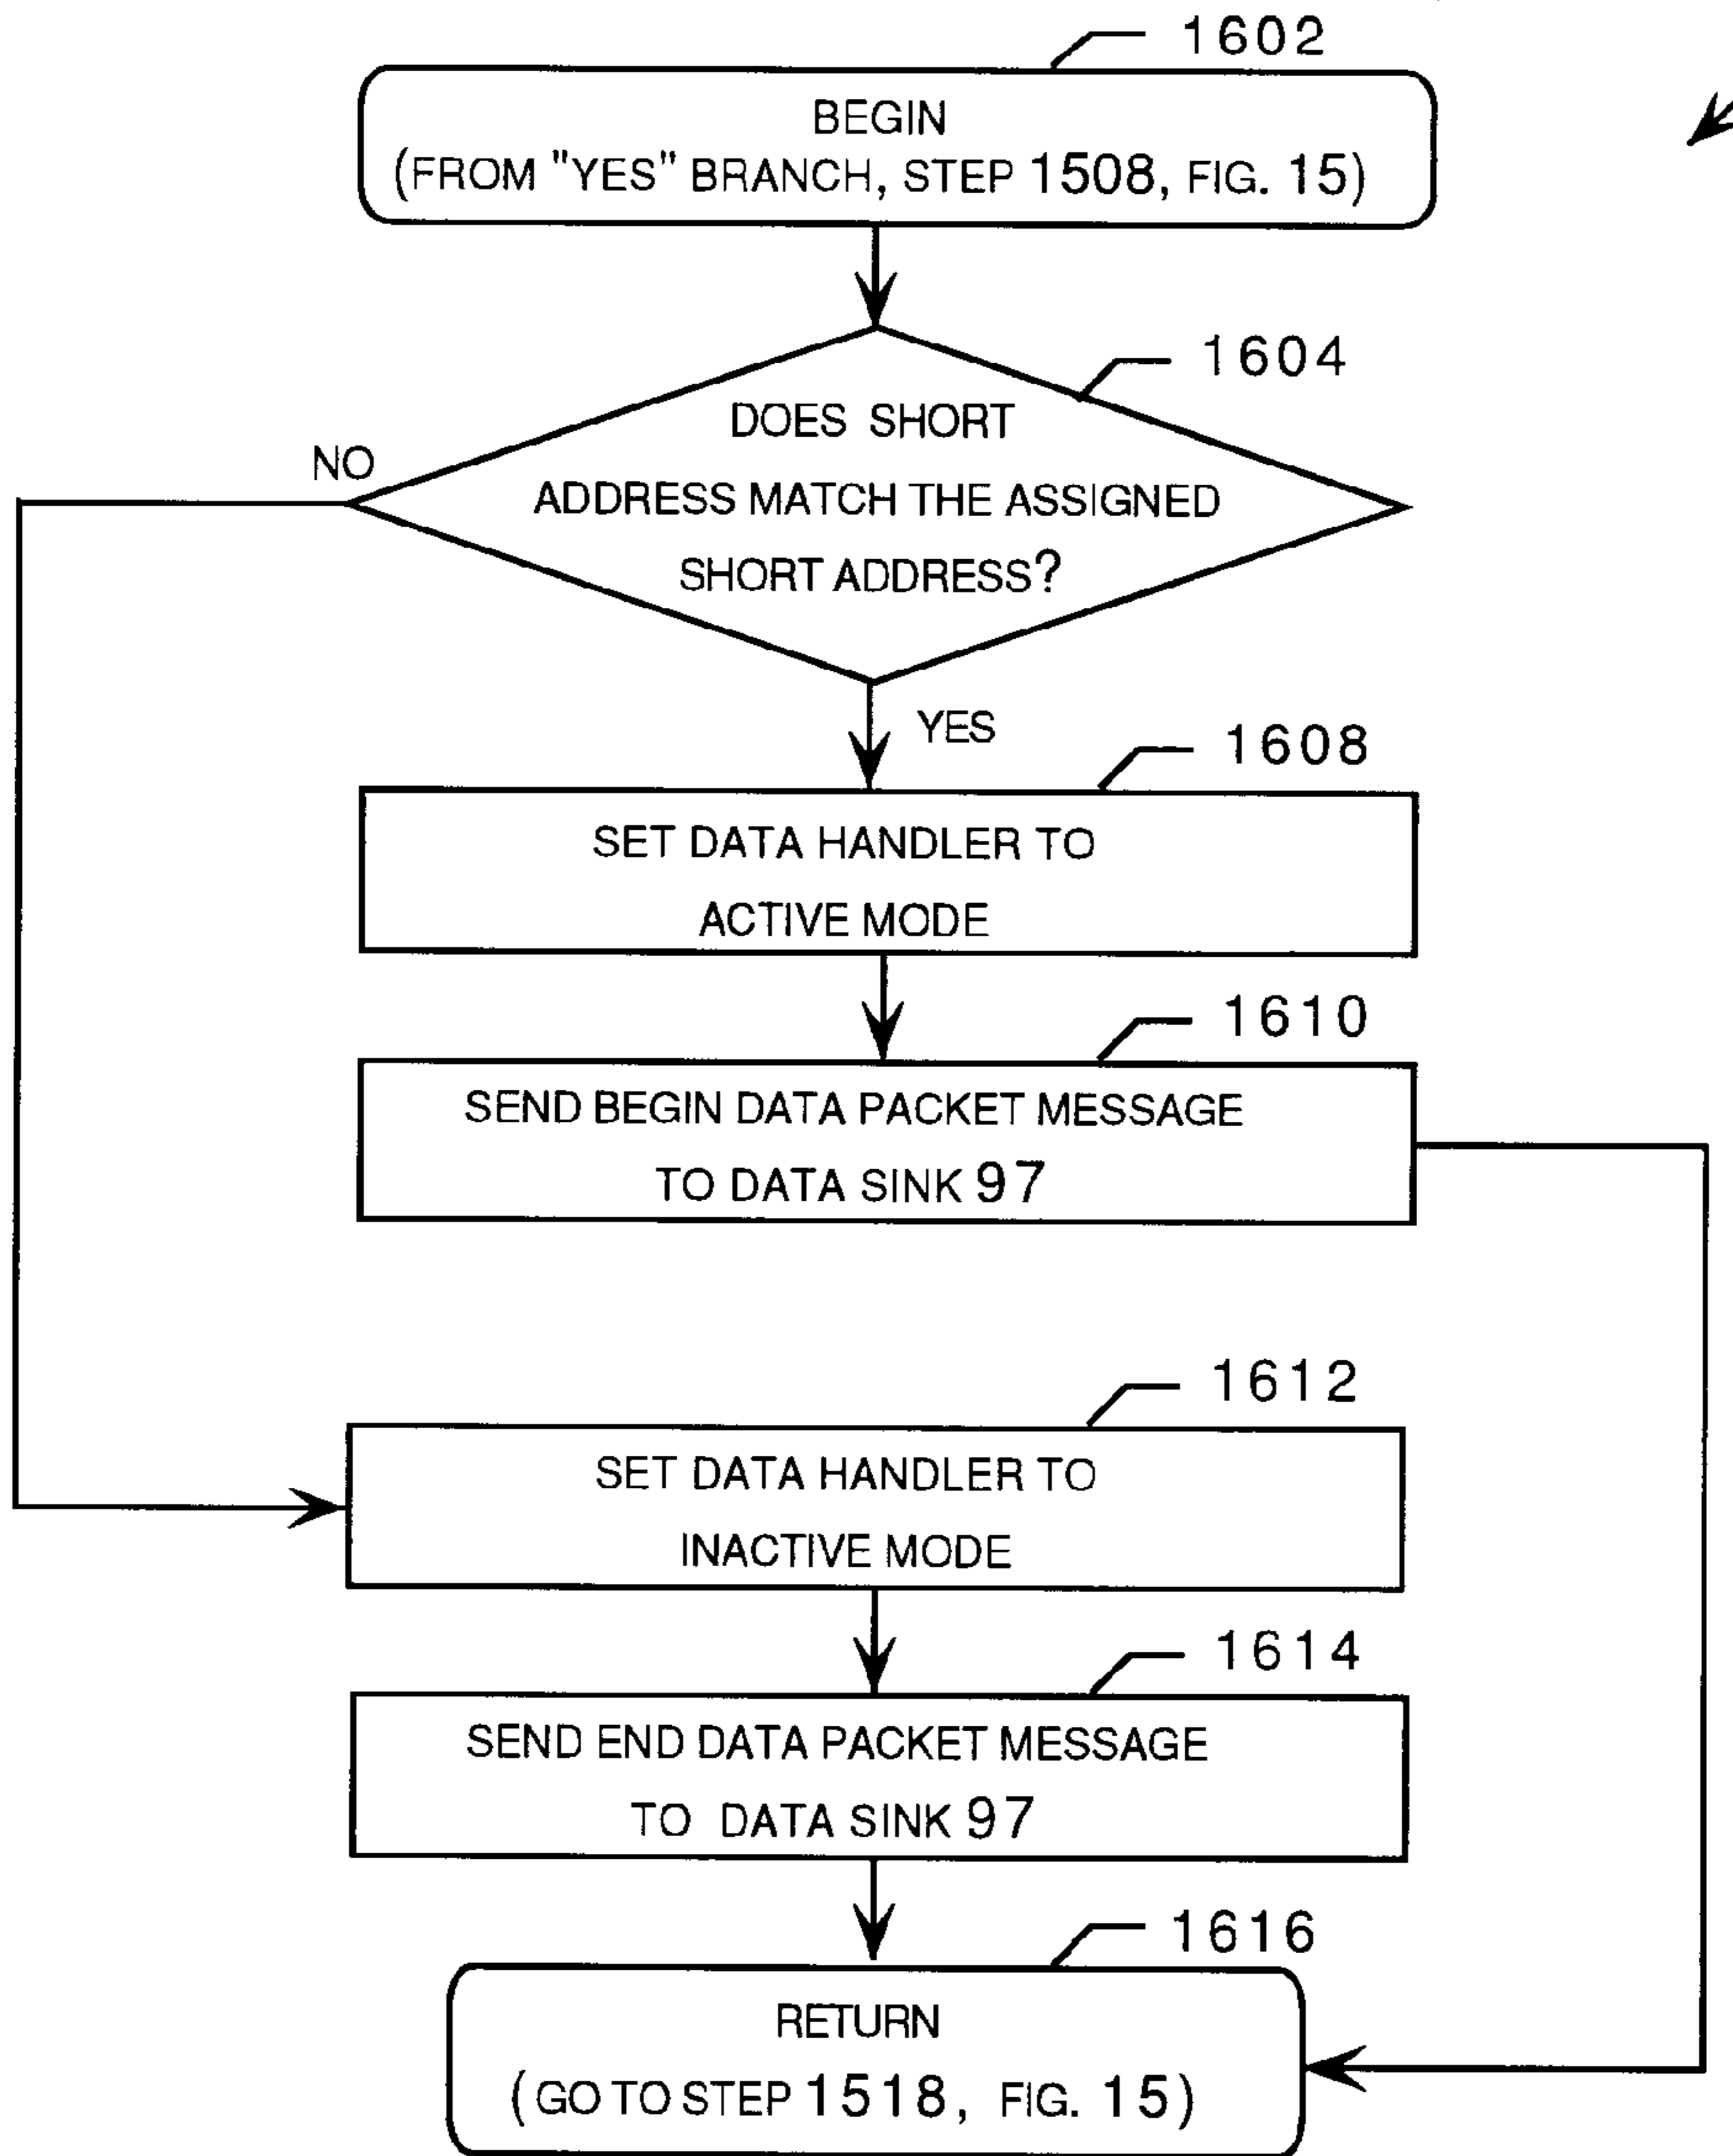 1602
BEGIN
(FROM "YES" BRANCH, STEP 1508, FIG. 15)
1604
DOES SHORT
NO
ADDRESS MATCH THE ASSIGNED
SHORT ADDRESS?
YES
1608
SET DATA HANDLER TO
ACTIVE MODE
1610
SEND BEGIN DATA PACKET MESSAGE
TO DATA SINK 97
1612
SET DATA HANDLER TO
INACTIVE MODE
1614
SEND END DATA PACKET MESSAGE
TO DATA SINK 97
1616
RETURN
(GO TO STEP 1518, FIG. 15)